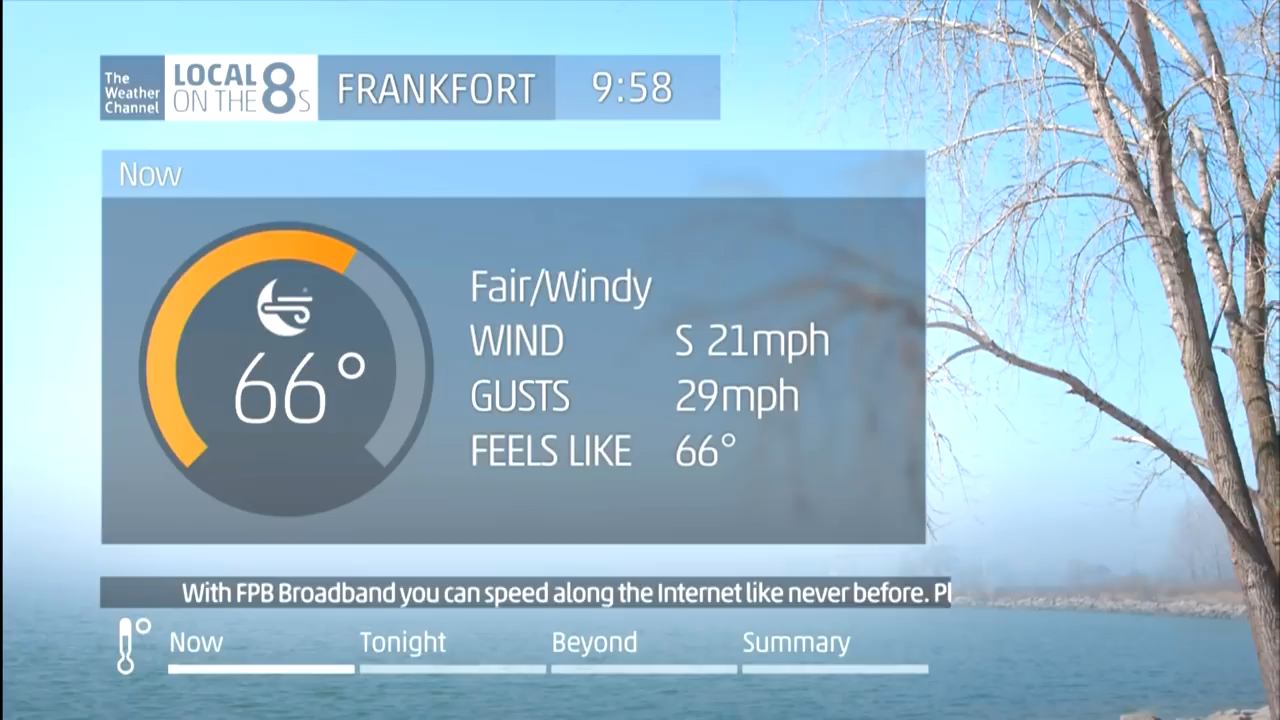 The Weather Channel
LOCAL ON THE 8s
FRANKFORT
9:58
Now
66°
Fair/Windy
WIND S 21mph
GUSTS 29mph
FEELS LIKE 66°
With FPB Broadband you can speed along the Internet like never before. Pl
Now Tonight Beyond Summary